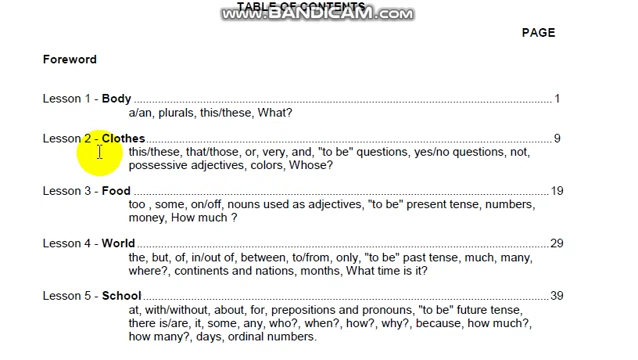 TABLE OF CONTENTS
www.BANDICAM.com
PAGE
Foreword
Lesson 1 - Body ........ 1
a/an, plurals, this/these, What?
Lesson 2 - Clothes ........ 9
this/these, that/those, or, very, and, "to be" questions, yes/no questions, not,
possessive adjectives, colors, Whose?
Lesson 3 - Food ........ 19
too , some, on/off, nouns used as adjectives, "to be" present tense, numbers,
money, How much ?
Lesson 4 - World ........ 29
the, but, of, in/out of, between, to/from, only, "to be" past tense, much, many,
where?, continents and nations, months, What time is it?
Lesson 5 - School ........ 39
at, with/without, about, for, prepositions and pronouns, "to be" future tense,
there is/are, it, some, any, who?, when?, how?, why?, because, how much?,
how many?, days, ordinal numbers.